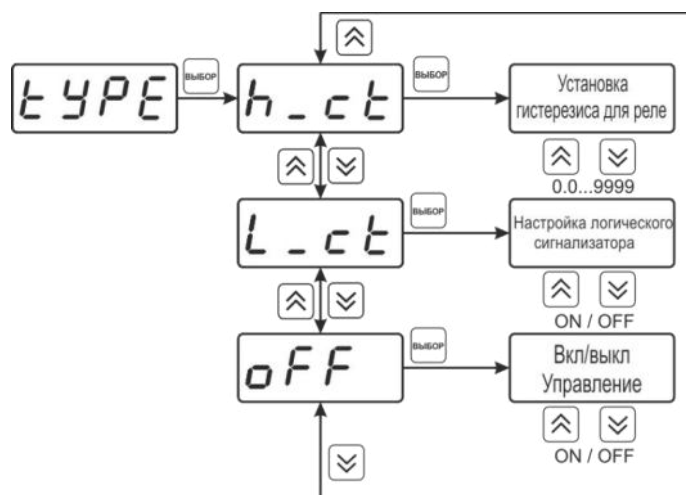 tYPE
ВЫБОР
h_ct
ВЫБОР
Установка
гистерезиса для реле
0.0...9999
L_ct
ВЫБОР
Настройка логического
сигнализатора
ON / OFF
oFF
ВЫБОР
Вкл/выкл
Управление
ON / OFF